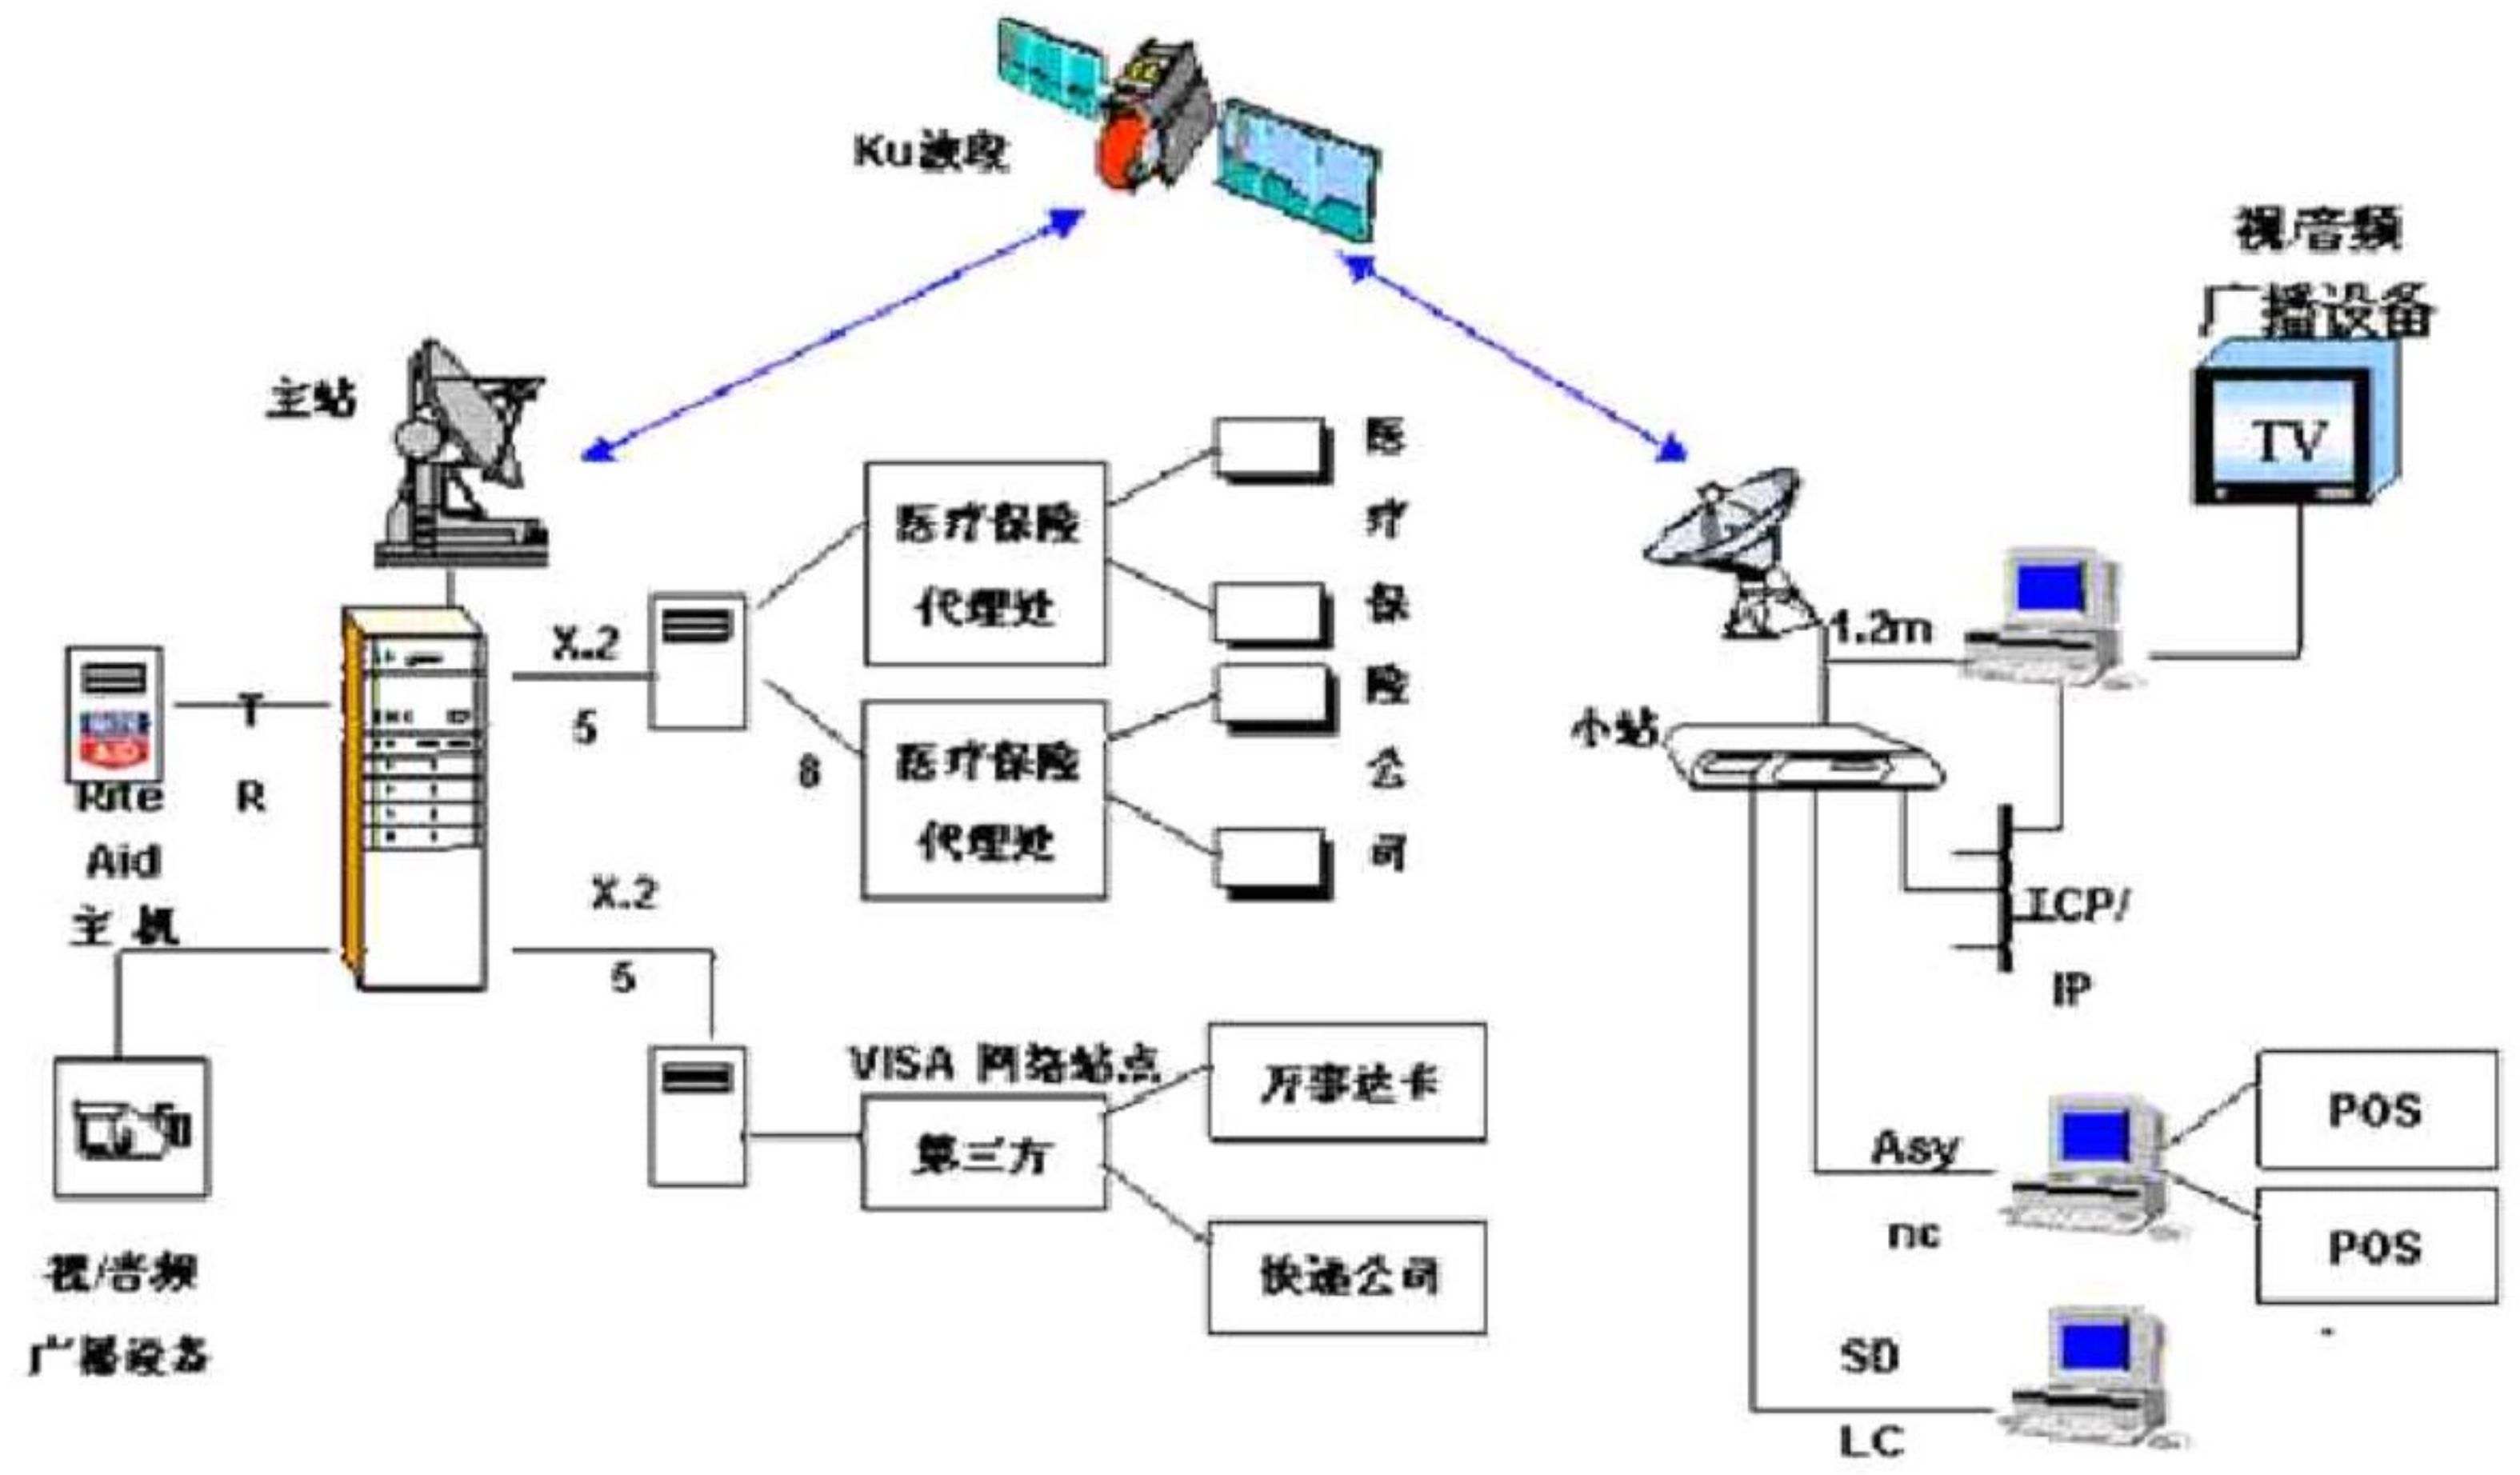 Ku波段
视/音频
广播设备
TV
主站
医疗保险
代理处
医
疗
保
险
公
司
1.2m
X.2
5
T
R
Rite
Aid
主 机
小站
8
医疗保险
代理处
X.2
5
TCP/
IP
VISA 网络站点
万事达卡
第三方
快递公司
Asy
nc
POS
POS
视/音频
广播设备
SD
LC